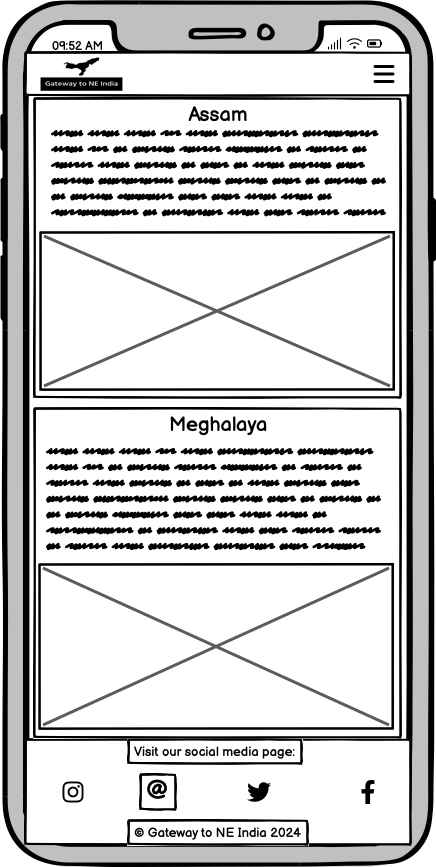 09:52 AM
Gateway to NE India
Assam
Meghalaya
Visit our social media page:
@
© Gateway to NE India 2024